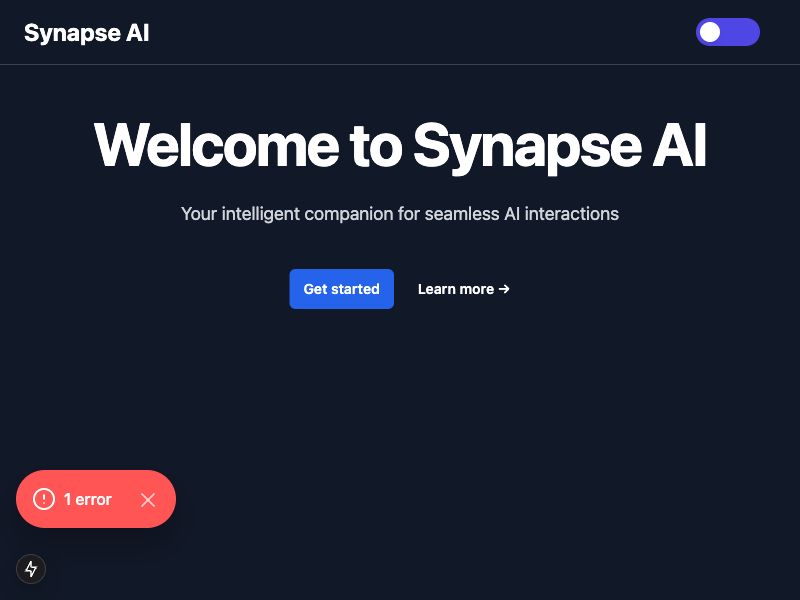 Synapse AI
Welcome to Synapse AI
Your intelligent companion for seamless AI interactions
Get started
Learn more →
1 error